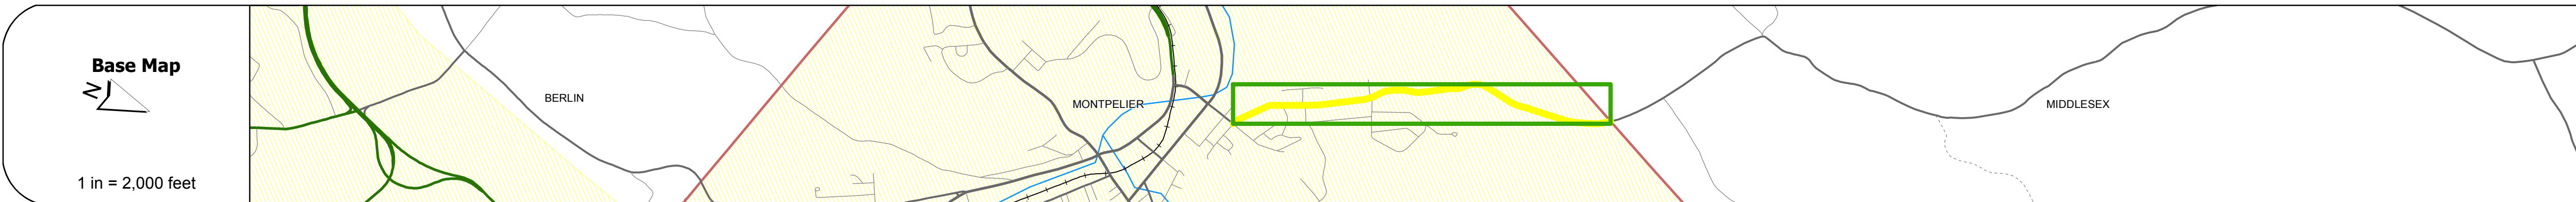 Base Map
N
1 in = 2,000 feet
BERLIN
MONTPELIER
MIDDLESEX